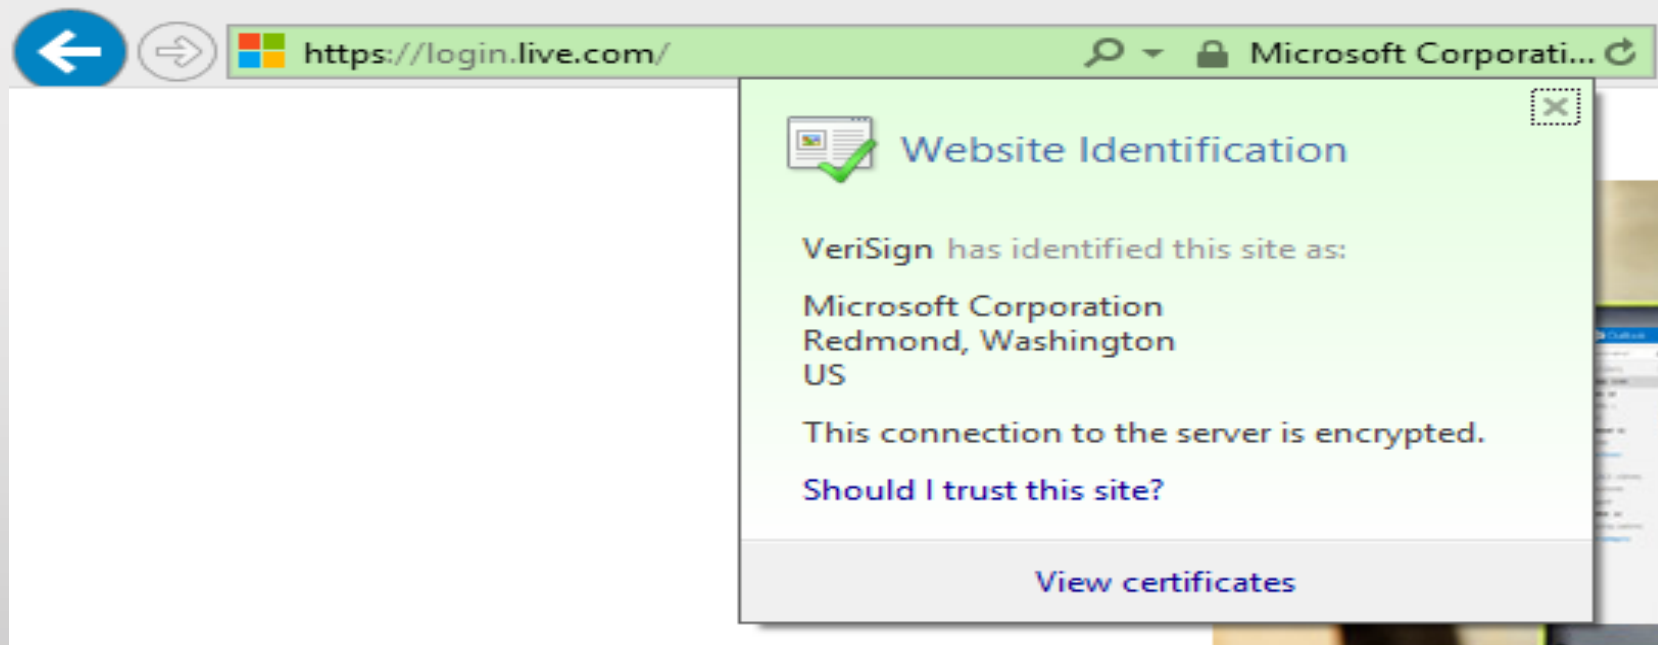 https://login.live.com/
Microsoft Corporati...
Website Identification
VeriSign has identified this site as:
Microsoft Corporation
Redmond, Washington
US
This connection to the server is encrypted.
Should I trust this site?
View certificates